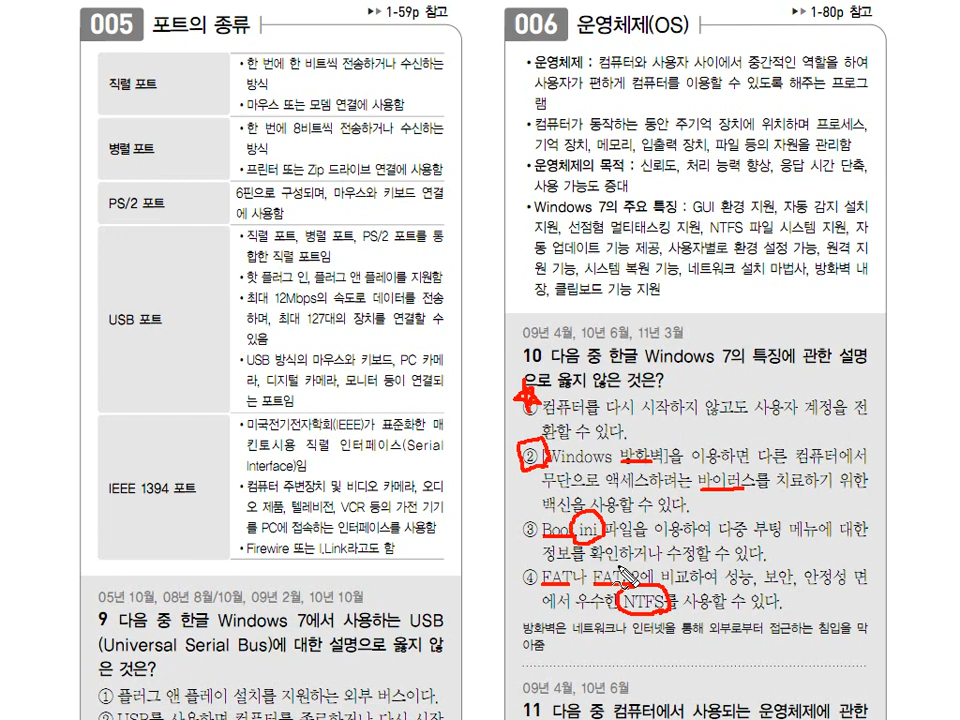 005 포트의 종류
▶▶ 1-59p 참고
직렬 포트
• 한 번에 한 비트씩 전송하거나 수신하는
방식
• 마우스 또는 모뎀 연결에 사용함
병렬 포트
• 한 번에 8비트씩 전송하거나 수신하는
방식
• 프린터 또는 Zip 드라이브 연결에 사용함
PS/2 포트
6핀으로 구성되며, 마우스와 키보드 연결
에 사용함
USB 포트
• 직렬 포트, 병렬 포트, PS/2 포트를 통
합한 직렬 포트임
• 핫 플러그 인, 플러그 앤 플레이를 지원함
• 최대 12Mbps의 속도로 데이터를 전송
하며, 최대 127대의 장치를 연결할 수
있음
• USB 방식의 마우스와 키보드, PC 카메
라, 디지털 카메라, 모니터 등이 연결되
는 포트임
IEEE 1394 포트
• 미국전기전자학회(IEEE)가 표준화한 매
킨토시용 직렬 인터페이스(Serial
Interface)임
• 컴퓨터 주변장치 및 비디오 카메라, 오디
오 제품, 텔레비전, VCR 등의 가전 기기
를 PC에 접속하는 인터페이스를 사용함
• Firewire 또는 I.Link라고도 함
05년 10월, 08년 8월/10월, 09년 2월, 10년 10월
9 다음 중 한글 Windows 7에서 사용하는 USB
(Universal Serial Bus)에 대한 설명으로 옳지 않
은 것은?
① 플러그 앤 플레이 설치를 지원하는 외부 버스이다.
② USB를 사용하면 컴퓨터를 종료하거나 다시 시작
006 운영체제(OS)
▶▶ 1-80p 참고
• 운영체제 : 컴퓨터와 사용자 사이에서 중간적인 역할을 하여
사용자가 편하게 컴퓨터를 이용할 수 있도록 해주는 프로그
램
• 컴퓨터가 동작하는 동안 주기억 장치에 위치하며 프로세스,
기억 장치, 메모리, 입출력 장치, 파일 등의 자원을 관리함
• 운영체제의 목적 : 신뢰도, 처리 능력 향상, 응답 시간 단축,
사용 가능도 증대
• Windows 7의 주요 특징 : GUI 환경 지원, 자동 감지 설치
지원, 선점형 멀티태스킹 지원, NTFS 파일 시스템 지원, 자
동 업데이트 기능 제공, 사용자별로 환경 설정 가능, 원격 지
원 기능, 시스템 복원 기능, 네트워크 설치 마법사, 방화벽 내
장, 클립보드 기능 지원
09년 4월, 10년 6월, 11년 3월
10 다음 중 한글 Windows 7의 특징에 관한 설명
으로 옳지 않은 것은?
① 컴퓨터를 다시 시작하지 않고도 사용자 계정을 전
환할 수 있다.
② [Windows 방화벽]을 이용하면 다른 컴퓨터에서
무단으로 액세스하려는 바이러스를 치료하기 위한
백신을 사용할 수 있다.
③ Boot.ini 파일을 이용하여 다중 부팅 메뉴에 대한
정보를 확인하거나 수정할 수 있다.
④ FAT나 FAT32에 비교하여 성능, 보안, 안정성 면
에서 우수한 NTFS를 사용할 수 있다.
방화벽은 네트워크나 인터넷을 통해 외부로부터 접근하는 침입을 막
아줌
09년 4월, 10년 6월
11 다음 중 컴퓨터에서 사용되는 운영체제에 관한